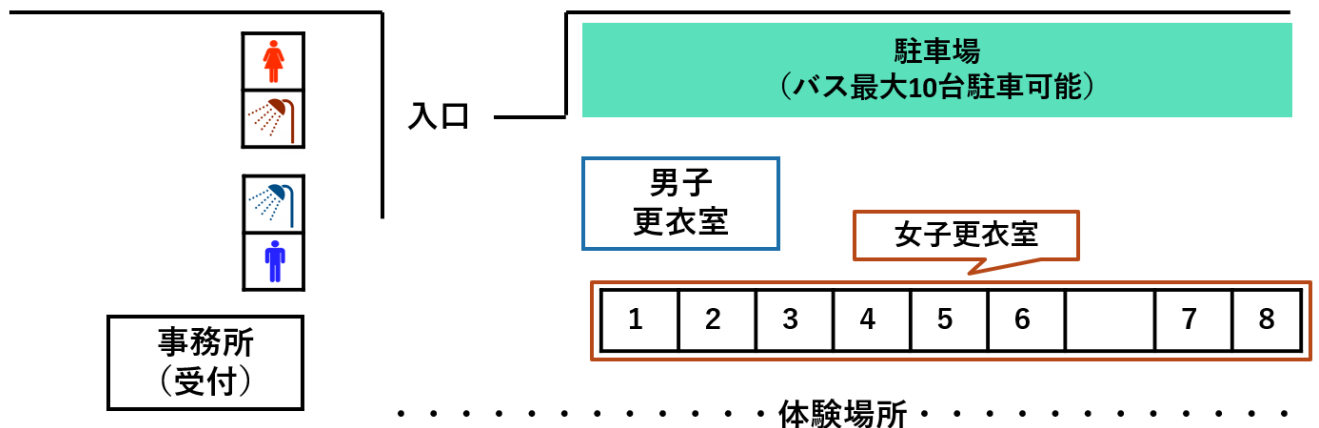 駐車場
（バス最大10台駐車可能）
入口
男子
更衣室
女子更衣室
1 2 3 4 5 6 7 8
事務所
（受付）
・・・・・・・・・・・・体験場所・・・・・・・・・・・・